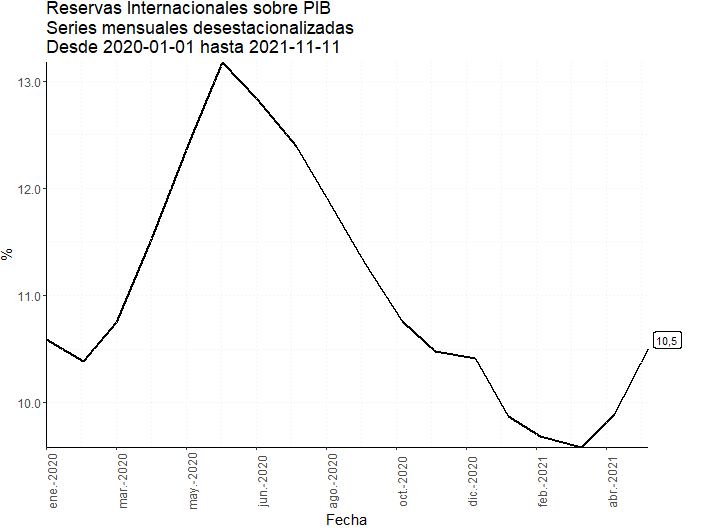 Reservas Internacionales sobre PIB
Series mensuales desestacionalizadas
Desde 2020-01-01 hasta 2021-11-11
13.0
12.0
11.0
10.0
%
10,5
ene.-2020
mar.-2020
may.-2020
jun.-2020
ago.-2020
oct.-2020
dic.-2020
feb.-2021
abr.-2021
Fecha